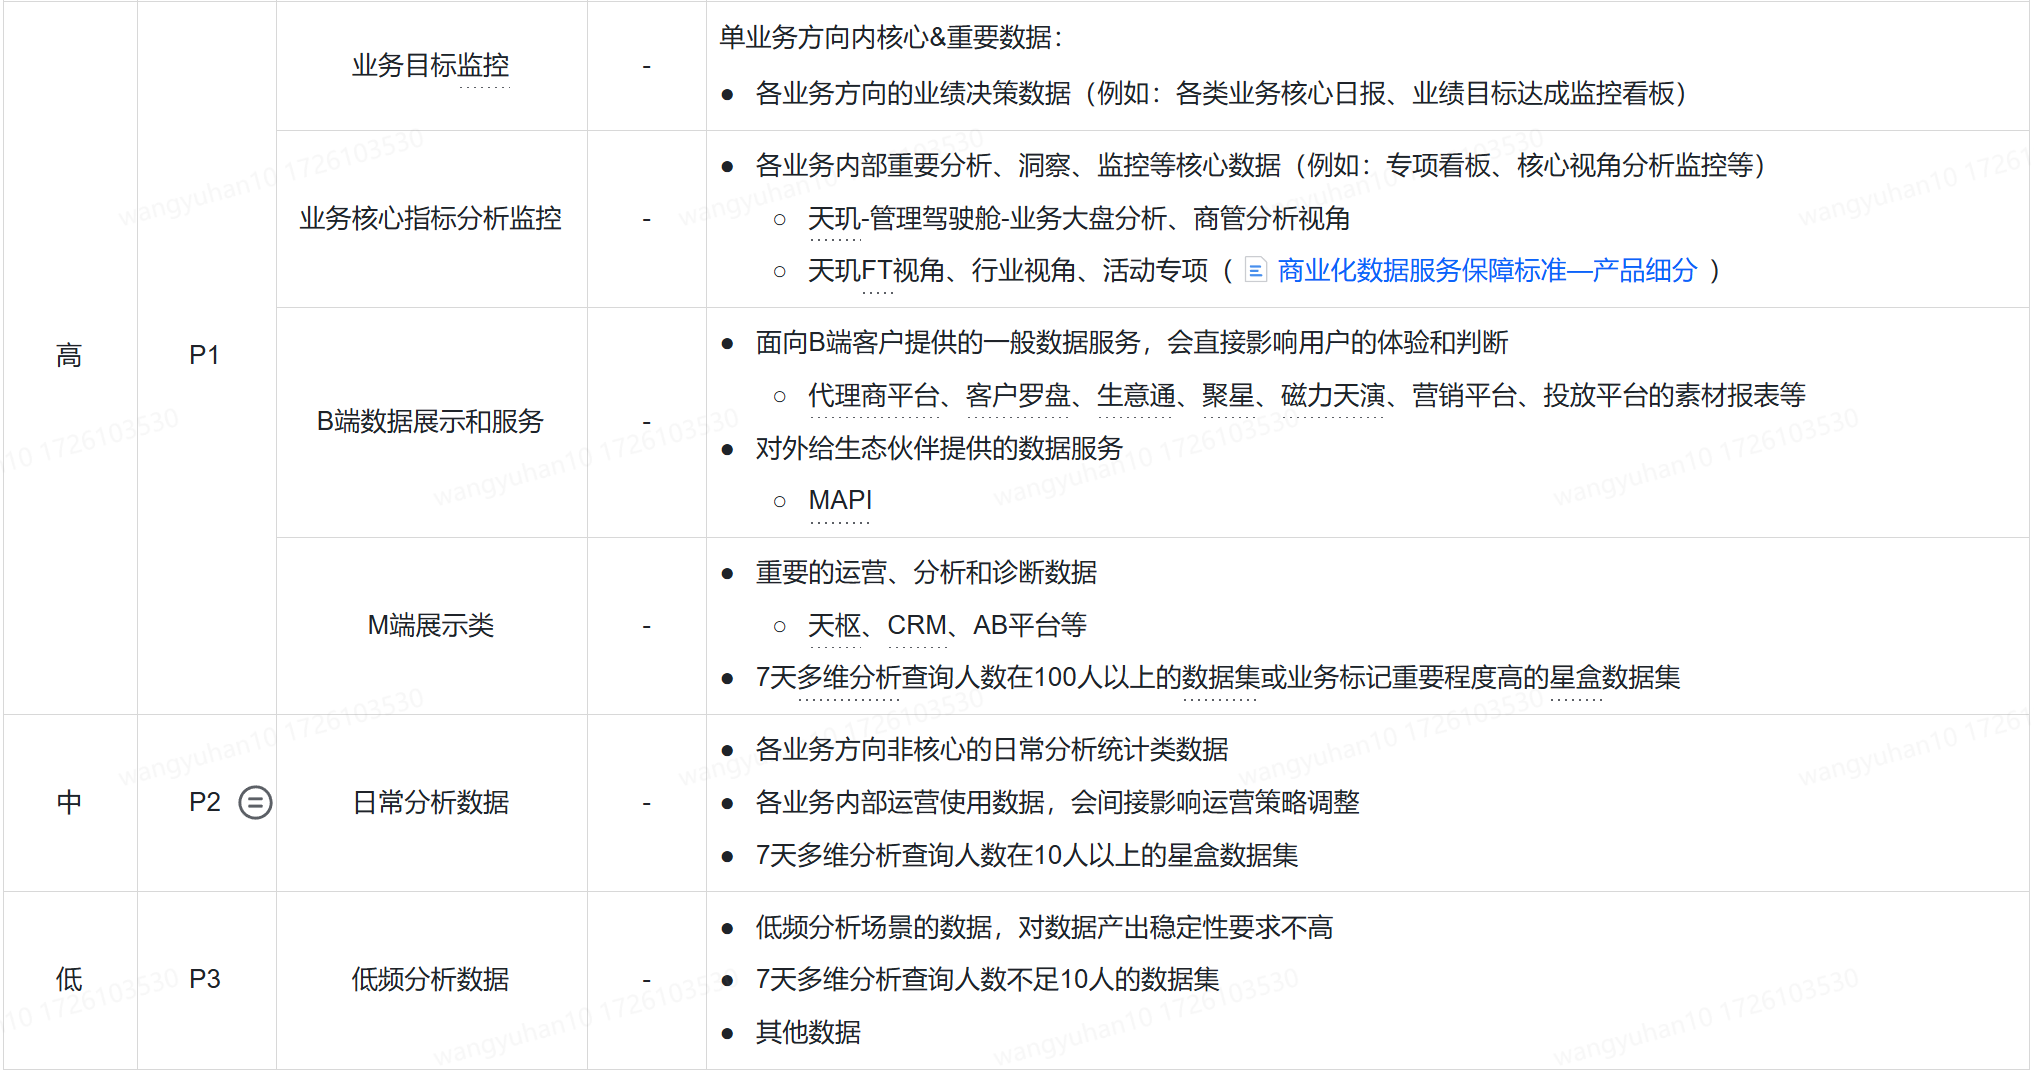 高
P1
业务目标监控
-
单业务方向内核心&重要数据：
● 各业务方向的业绩决策数据（例如：各类业务核心日报、业绩目标达成监控看板）
业务核心指标分析监控
-
● 各业务内部重要分析、洞察、监控等核心数据（例如：专项看板、核心视角分析监控等）
○ 天玑-管理驾驶舱-业务大盘分析、商管分析视角
○ 天玑FT视角、行业视角、活动专项（ 商业化数据服务保障标准—产品细分 ）
B端数据展示和服务
-
● 面向B端客户提供的一般数据服务，会直接影响用户的体验和判断
○ 代理商平台、客户罗盘、生意通、聚星、磁力天演、营销平台、投放平台的素材报表等
● 对外给生态伙伴提供的数据服务
○ MAPI
M端展示类
-
● 重要的运营、分析和诊断数据
○ 天枢、CRM、AB平台等
● 7天多维分析查询人数在100人以上的数据集或业务标记重要程度高的星盒数据集
中
P2
日常分析数据
-
● 各业务方向非核心的日常分析统计类数据
● 各业务内部运营使用数据，会间接影响运营策略调整
● 7天多维分析查询人数在10人以上的星盒数据集
低
P3
低频分析数据
-
● 低频分析场景的数据，对数据产出稳定性要求不高
● 7天多维分析查询人数不足10人的数据集
● 其他数据
wangyuhan10 1726103530